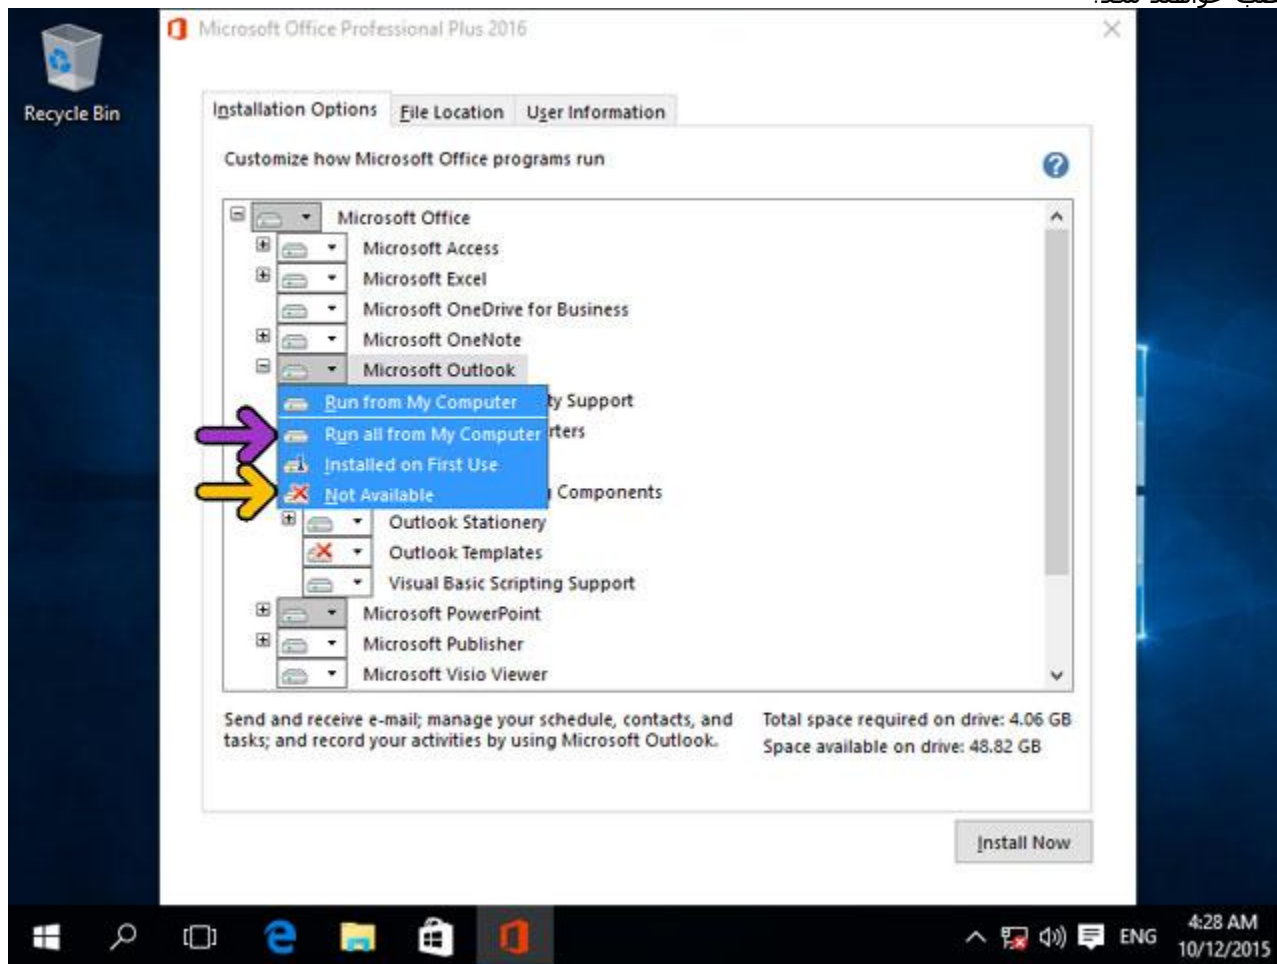 خواهند شد.
Microsoft Office Professional Plus 2016
Recycle Bin
Installation Options File Location User Information
Customize how Microsoft Office programs run
Microsoft Office
Microsoft Access
Microsoft Excel
Microsoft OneDrive for Business
Microsoft OneNote
Microsoft Outlook
Run from My Computer ty Support
Run all from My Computer rters
Installed on First Use
Not Available Components
Outlook Stationery
Outlook Templates
Visual Basic Scripting Support
Microsoft PowerPoint
Microsoft Publisher
Microsoft Visio Viewer
Send and receive e-mail; manage your schedule, contacts, and
tasks; and record your activities by using Microsoft Outlook.
Total space required on drive: 4.06 GB
Space available on drive: 48.82 GB
Install Now
ENG
4:28 AM
10/12/2015